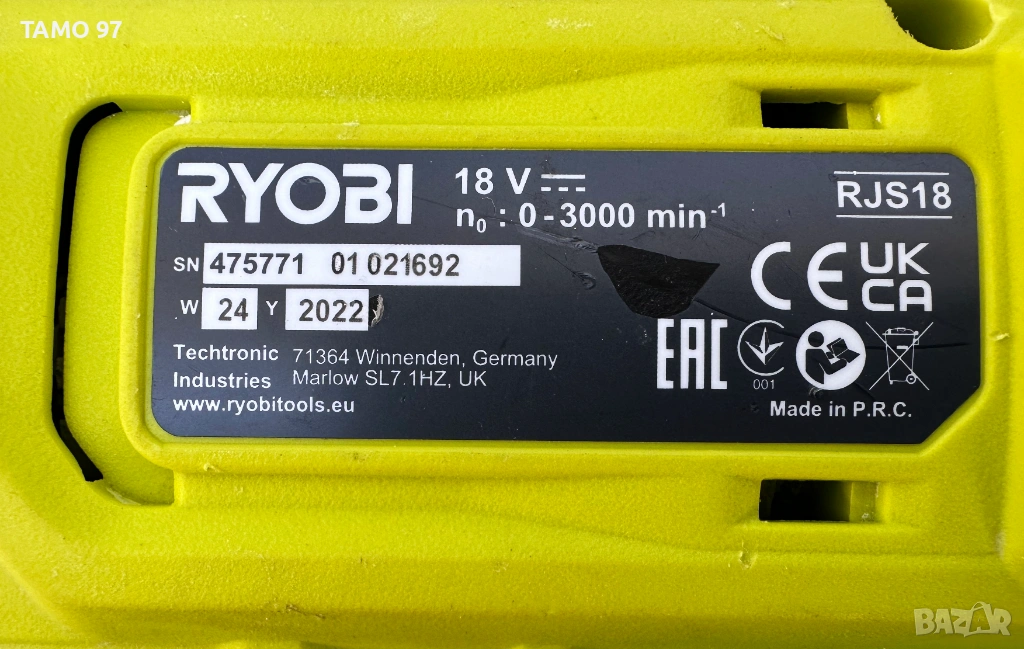 TAMO 97
RYOBI
18 V
n₀ : 0-3000 min⁻¹
RJS18
SN 475771 01 021692
W 24 Y 2022
CE
UK
CA
Techtronic
Industries
71364 Winnenden, Germany
Marlow SL7.1HZ, UK
www.ryobitools.eu
EAC
001
Made in P.R.C.
BAZAR